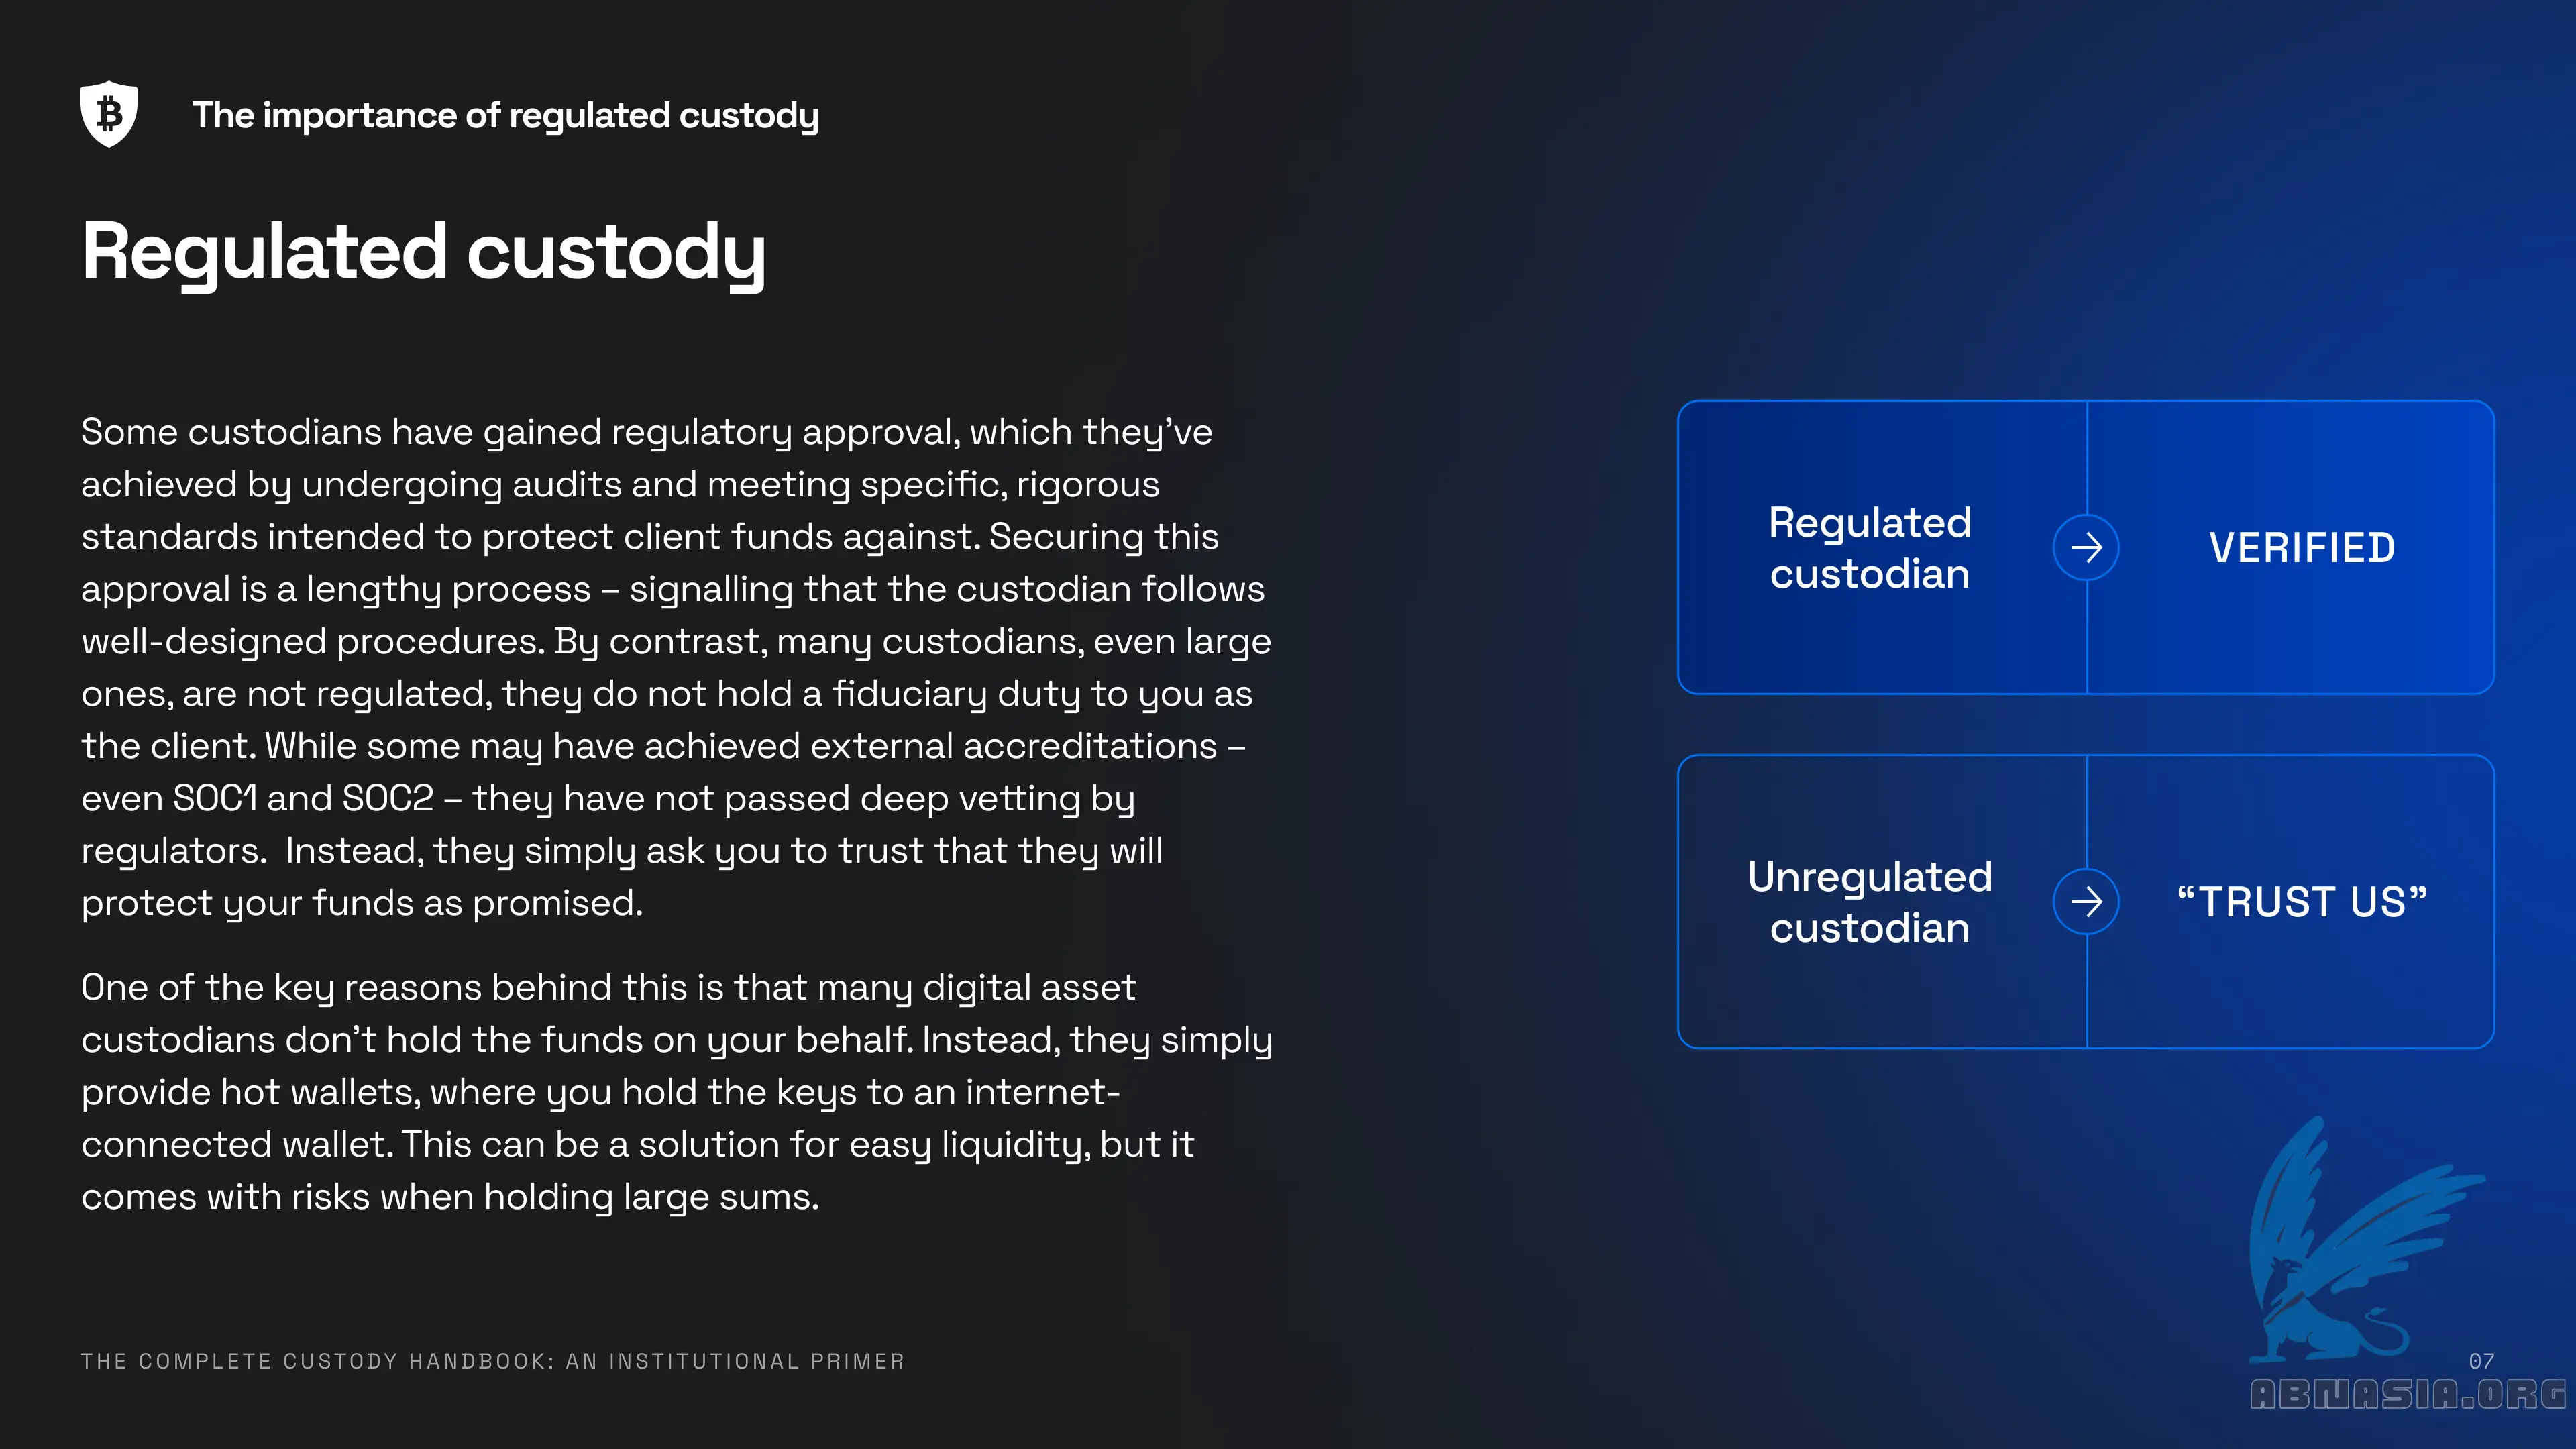 The importance of regulated custody
Regulated custody
Some custodians have gained regulatory approval, which they’ve
achieved by undergoing audits and meeting specific, rigorous
standards intended to protect client funds against. Securing this
approval is a lengthy process – signalling that the custodian follows
well-designed procedures. By contrast, many custodians, even large
ones, are not regulated, they do not hold a fiduciary duty to you as
the client. While some may have achieved external accreditations –
even SOC1 and SOC2 – they have not passed deep vetting by
regulators.  Instead, they simply ask you to trust that they will
protect your funds as promised.
One of the key reasons behind this is that many digital asset
custodians don’t hold the funds on your behalf. Instead, they simply
provide hot wallets, where you hold the keys to an internet-
connected wallet. This can be a solution for easy liquidity, but it
comes with risks when holding large sums.
Regulated
custodian
VERIFIED
Unregulated
custodian
“TRUST US”
THE COMPLETE CUSTODY HANDBOOK: AN INSTITUTIONAL PRIMER
07
ABNASIA.ORG